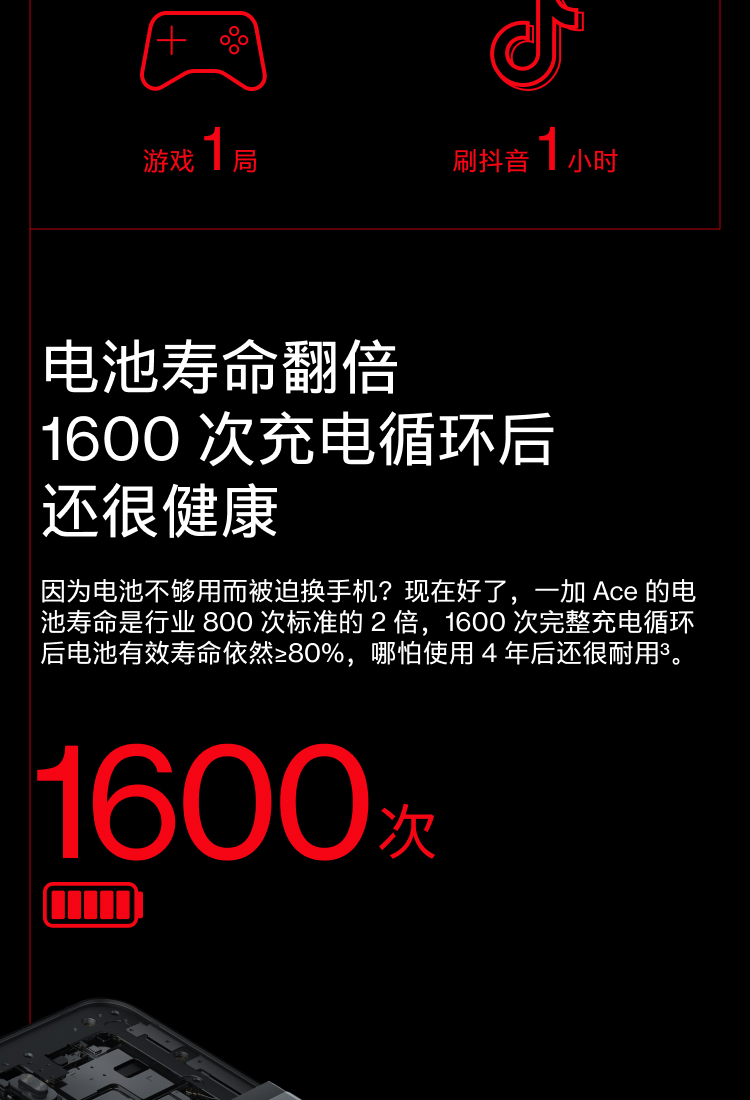 游戏 1 局
刷抖音 1 小时
电池寿命翻倍
1600 次充电循环后
还很健康
因为电池不够用而被迫换手机？现在好了，一加 Ace 的电
池寿命是行业 800 次标准的 2 倍，1600 次完整充电循环
后电池有效寿命依然≥80%，哪怕使用 4 年后还很耐用³。
1600次